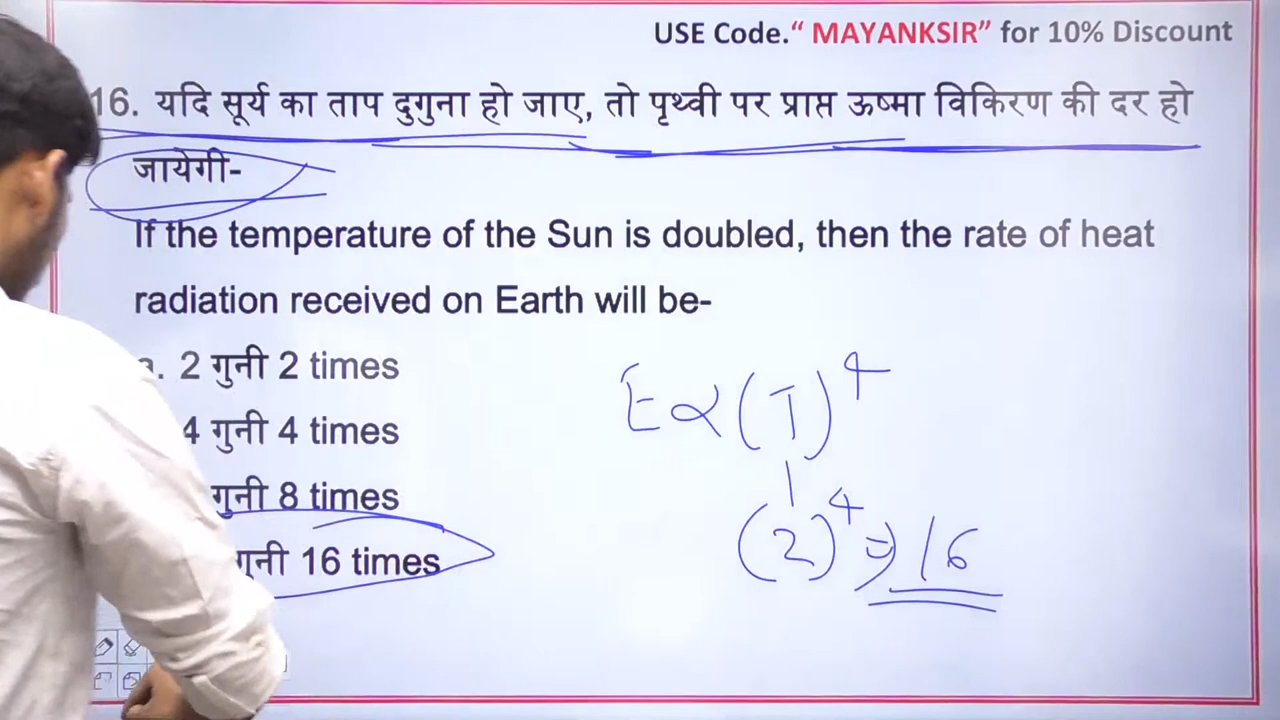 USE Code.“ MAYANKSIR” for 10% Discount
16. यदि सूर्य का ताप दुगुना हो जाए, तो पृथ्वी पर प्राप्त ऊष्मा विकिरण की दर हो
जायेगी-
If the temperature of the Sun is doubled, then the rate of heat
radiation received on Earth will be-
a. 2 गुनी 2 times
4 गुनी 4 times
गुनी 8 times
गुनी 16 times
E∝(T)⁴
(2)⁴ ⇒ 16